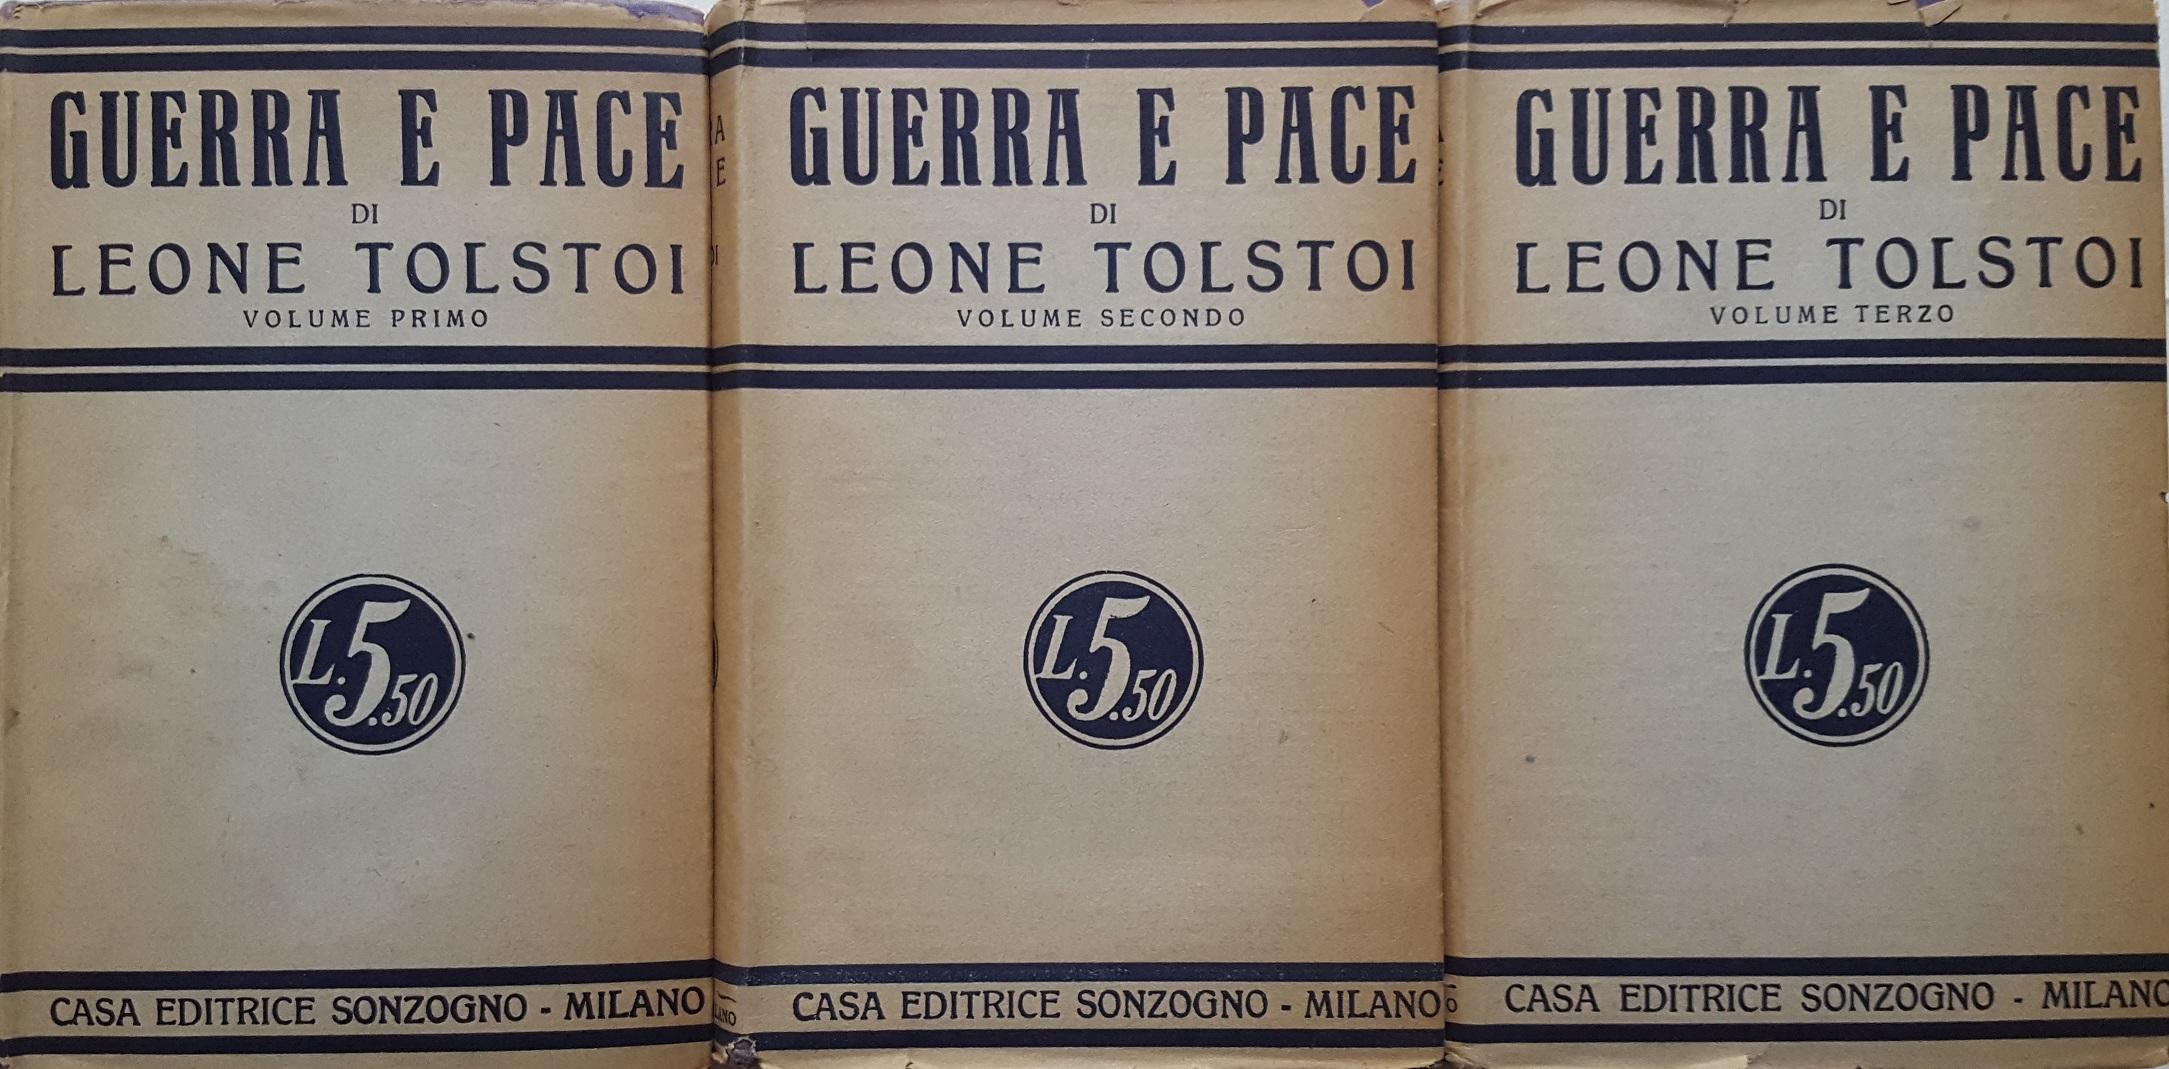 GUERRA E PACE
DI
LEONE TOLSTOI
VOLUME PRIMO
L. 5.50
CASA EDITRICE SONZOGNO - MILANO
GUERRA E PACE
DI
LEONE TOLSTOI
VOLUME SECONDO
L. 5.50
CASA EDITRICE SONZOGNO - MILANO
GUERRA E PACE
DI
LEONE TOLSTOI
VOLUME TERZO
L. 5.50
CASA EDITRICE SONZOGNO - MILANO